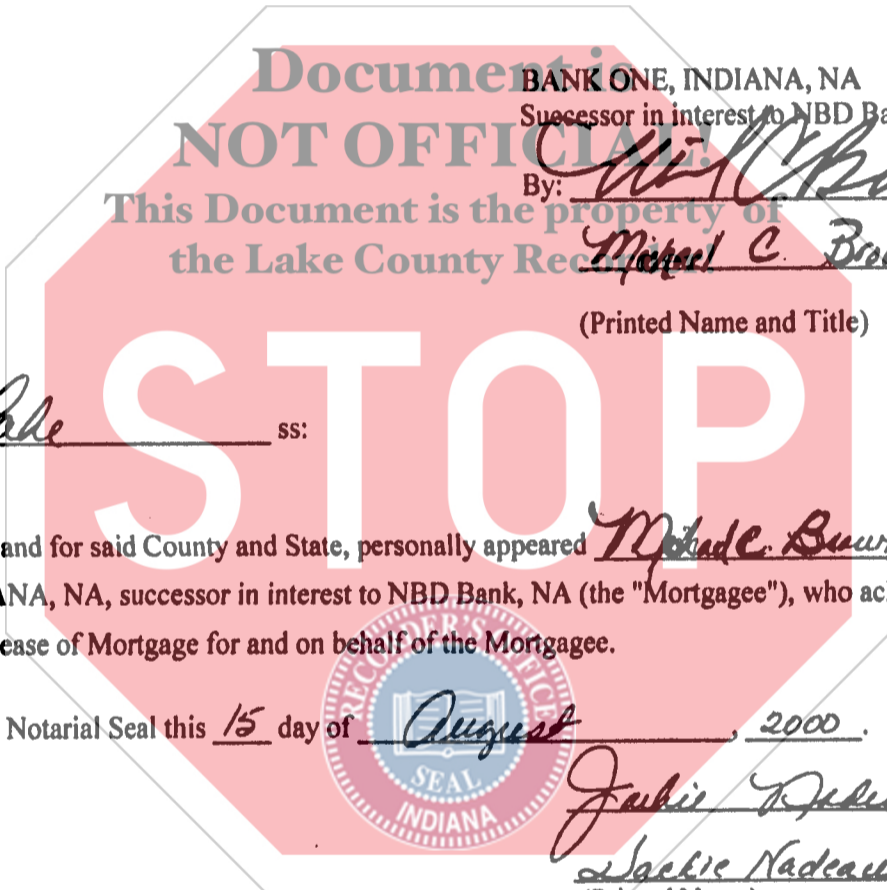 Document is
NOT OFFICIAL!
This Document is the property of
the Lake County Recorder!
STOP
BANK ONE, INDIANA, NA
Successor in interest to NBD Ba
By:
Michael C. Bro
(Printed Name and Title)
ake ss:
and for said County and State, personally appeared Michael C. Brow
ANA, NA, successor in interest to NBD Bank, NA (the "Mortgagee"), who ac
ease of Mortgage for and on behalf of the Mortgagee.
Notarial Seal this 15 day of August, 2000.
Jackie Nadeau
RECORDER'S OFFICE
SEAL
INDIANA